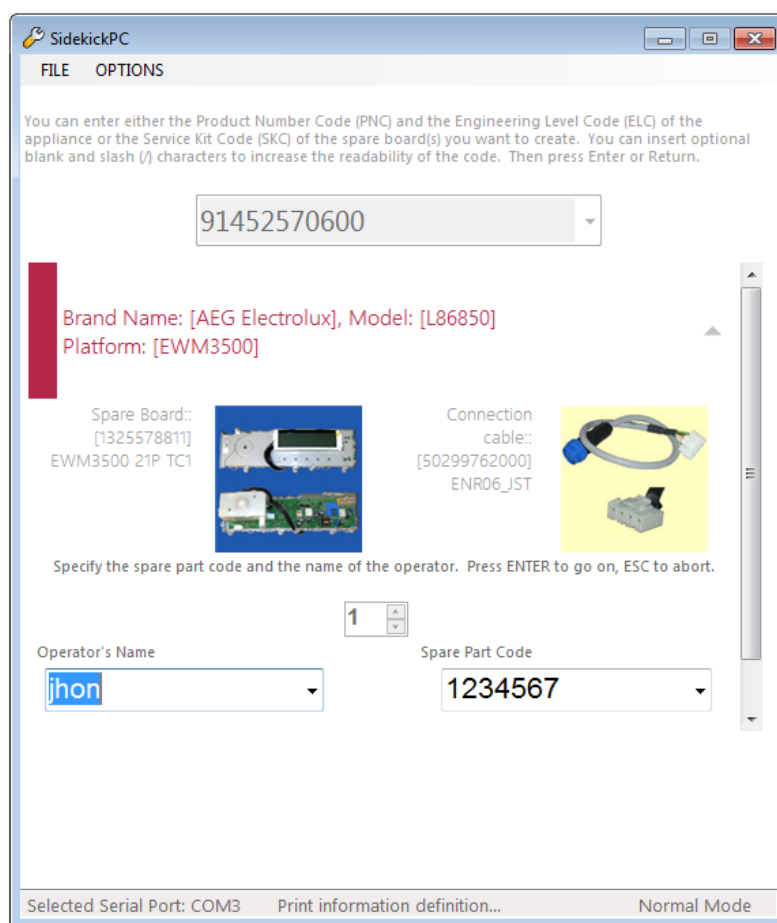 SidekickPC
FILE OPTIONS
You can enter either the Product Number Code (PNC) and the Engineering Level Code (ELC) of the
appliance or the Service Kit Code (SKC) of the spare board(s) you want to create. You can insert optional
blank and slash (/) characters to increase the readability of the code. Then press Enter or Return.
91452570600
Brand Name: [AEG Electrolux], Model: [L86850]
Platform: [EWM3500]
Spare Board::
[1325578811]
EWM3500 21P TC1
Connection
cable::
[50299762000]
ENR06_JST
Specify the spare part code and the name of the operator. Press ENTER to go on, ESC to abort.
1
Operator's Name
Spare Part Code
jhon
1234567
Selected Serial Port: COM3 Print information definition... Normal Mode